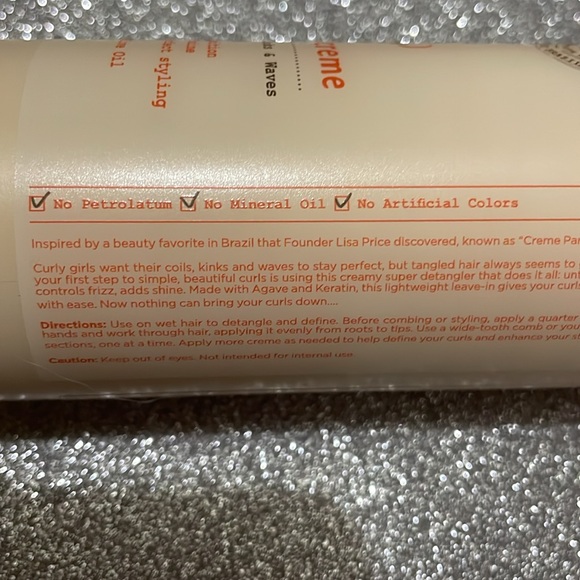 creme
& Waves
styling
Oil
No Petrolatum No Mineral Oil No Artificial Colors
Inspired by a beauty favorite in Brazil that Founder Lisa Price discovered, known as "Creme
Curly girls want their coils, kinks and waves to stay perfect, but tangled hair always seems to
your first step to simple, beautiful curls is using this creamy super detangler that does it all:
controls frizz, adds shine. Made with Agave and Keratin, this lightweight leave-in gives your
with ease. Now nothing can bring your curls down....
Directions: Use on wet hair to detangle and define. Before combing or styling, apply a quarter
hands and work through hair, applying it evenly from roots to tips. Use a wide-tooth comb or
sections, one at a time. Apply more creme as needed to help define your curls and enhance your
Caution: Keep out of eyes. Not intended for internal use.